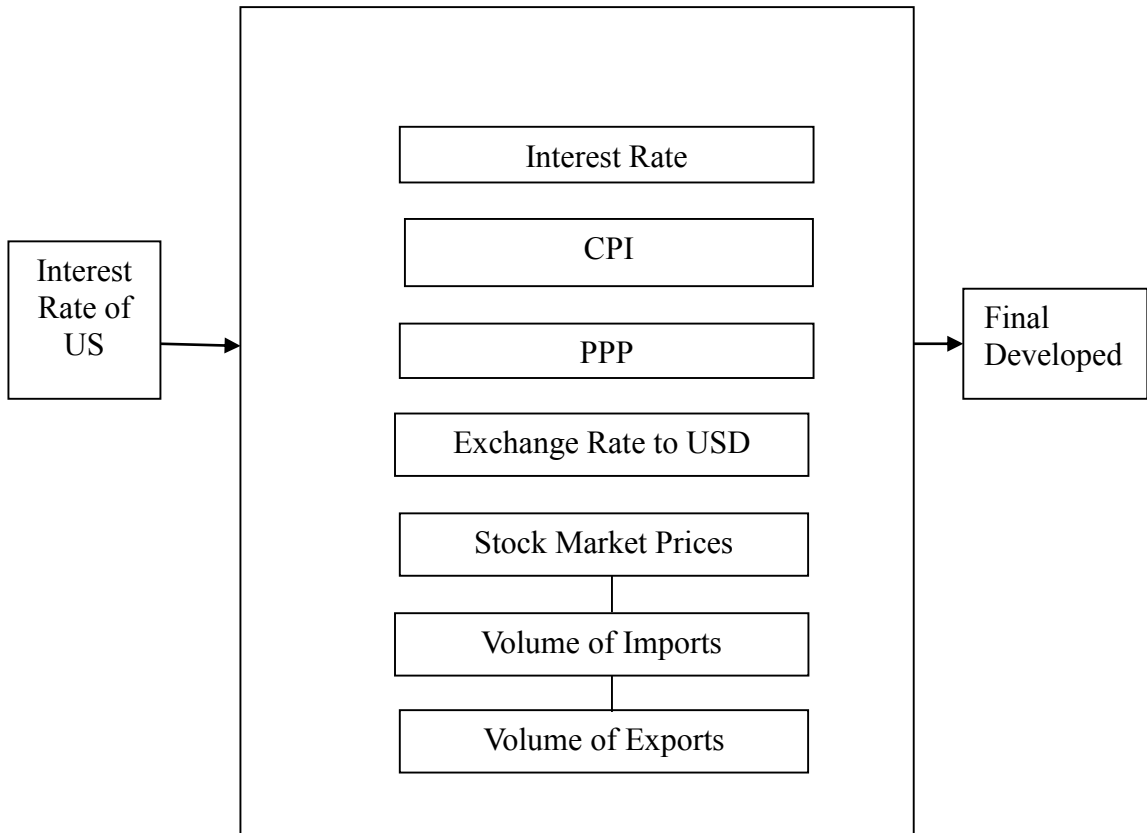 Interest Rate
CPI
Interest
Rate of
US
PPP
Final
Developed
Exchange Rate to USD
Stock Market Prices
Volume of Imports
Volume of Exports